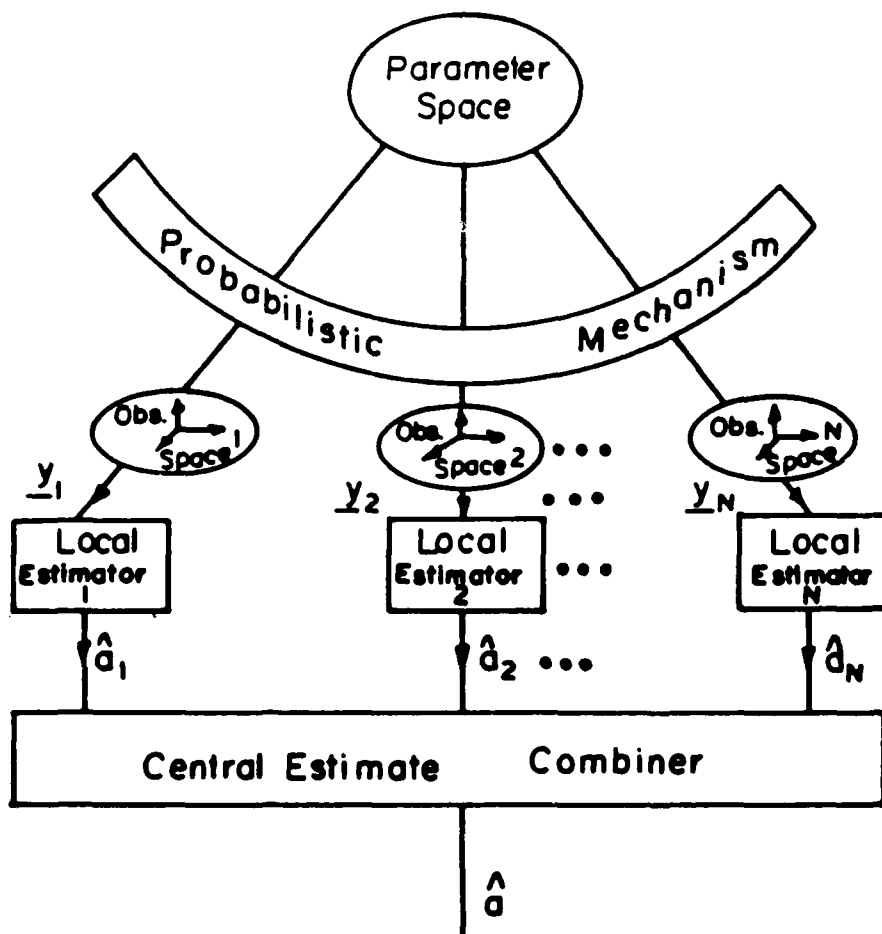 Parameter
Space
Probabilistic Mechanism
Obs.
Space 1
Obs.
Space 2
Obs.
Space N
y1
y2
yN
Local
Estimator
1
Local
Estimator
2
Local
Estimator
N
â1
â2
âN
Central Estimate Combiner
â